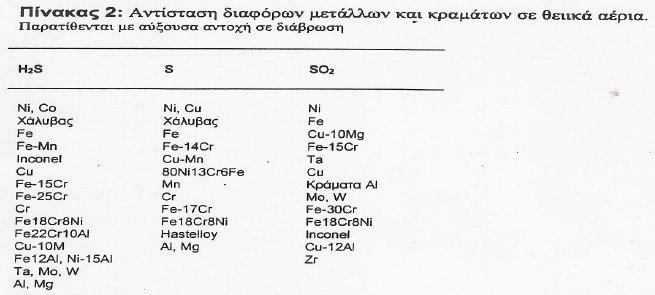 Πίνακας 2: Αντίσταση διαφόρων μετάλλων και κραμάτων σε θειικά αέρια.
Παρατίθενται με αύξουσα αντοχή σε διάβρωση
H₂S S SO₂
Ni, Co Ni, Cu Ni
Χάλυβας Χάλυβας Fe
Fe Fe Cu-10Mg
Fe-Mn Fe-14Cr Fe-15Cr
Inconel Cu-Mn Ta
Cu 80Ni13Cr6Fe Cu
Fe-15Cr Mn Κράματα Al
Fe-25Cr Cr Mo, W
Cr Fe-17Cr Fe-30Cr
Fe18Cr8Ni Fe18Cr8Ni Fe18Cr8Ni
Fe22Cr10Al Hastelloy Inconel
Cu-10M Al, Mg Cu-12Al
Fe12Al, Ni-15Al Zr
Ta, Mo, W
Al, Mg